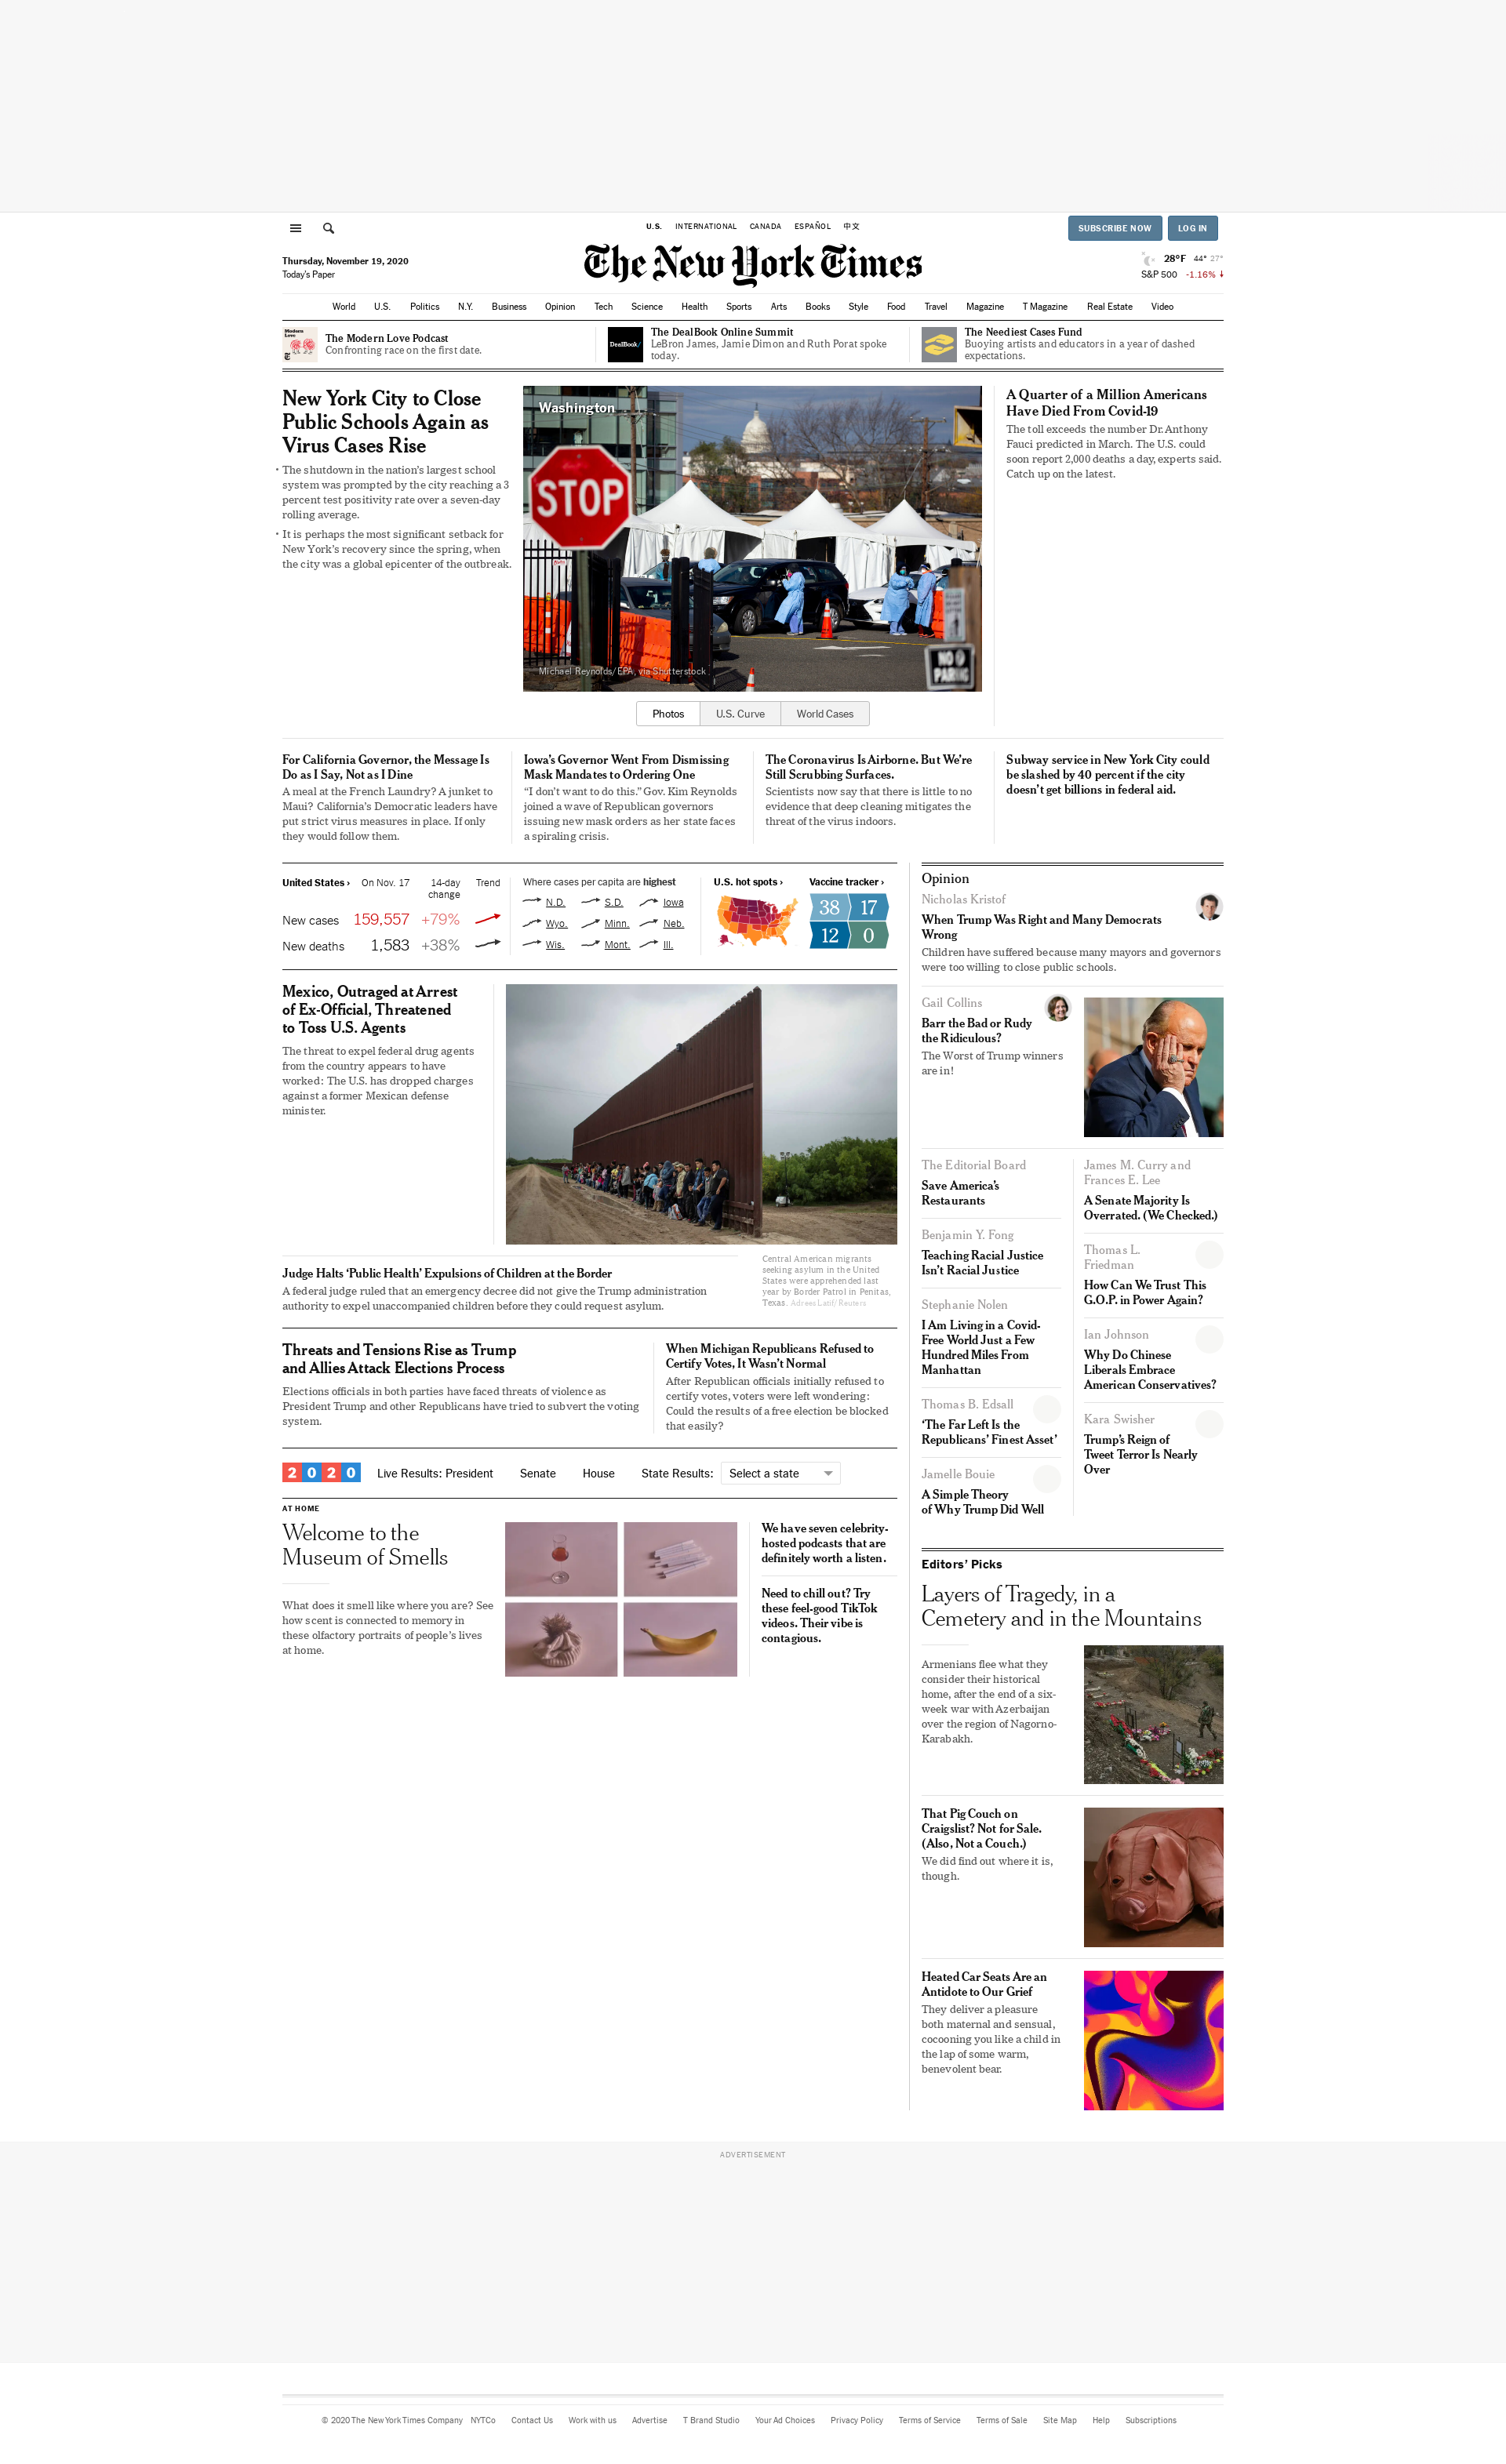 U.S. INTERNATIONAL CANADA ESPAÑOL 中文
SUBSCRIBE NOW LOG IN
Thursday, November 19, 2020
Today's Paper
The New York Times
28°F 44° 27°
S&P 500 -1.16% ↓
World U.S. Politics N.Y. Business Opinion Tech Science Health Sports Arts Books Style Food Travel Magazine T Magazine Real Estate Video
Modern
Love
The Modern Love Podcast
Confronting race on the first date.
DealBook/
The DealBook Online Summit
LeBron James, Jamie Dimon and Ruth Porat spoke
today.
The Neediest Cases Fund
Buoying artists and educators in a year of dashed
expectations.
New York City to Close
Public Schools Again as
Virus Cases Rise
• The shutdown in the nation's largest school
system was prompted by the city reaching a 3
percent test positivity rate over a seven-day
rolling average.
• It is perhaps the most significant setback for
New York's recovery since the spring, when
the city was a global epicenter of the outbreak.
Washington
STOP
NO
PARKING
Michael Reynolds/EPA, via Shutterstock
Photos U.S. Curve World Cases
A Quarter of a Million Americans
Have Died From Covid-19
The toll exceeds the number Dr. Anthony
Fauci predicted in March. The U.S. could
soon report 2,000 deaths a day, experts said.
Catch up on the latest.
For California Governor, the Message Is
Do as I Say, Not as I Dine
A meal at the French Laundry? A junket to
Maui? California's Democratic leaders have
put strict virus measures in place. If only
they would follow them.
Iowa's Governor Went From Dismissing
Mask Mandates to Ordering One
“I don't want to do this.” Gov. Kim Reynolds
joined a wave of Republican governors
issuing new mask orders as her state faces
a spiraling crisis.
The Coronavirus Is Airborne. But We're
Still Scrubbing Surfaces.
Scientists now say that there is little to no
evidence that deep cleaning mitigates the
threat of the virus indoors.
Subway service in New York City could
be slashed by 40 percent if the city
doesn't get billions in federal aid.
United States › On Nov. 17 14-day
change Trend
New cases 159,557 +79%
New deaths 1,583 +38%
Where cases per capita are highest
N.D. S.D. Iowa
Wyo. Minn. Neb.
Wis. Mont. Ill.
U.S. hot spots ›
Vaccine tracker ›
38 17
12 0
Mexico, Outraged at Arrest
of Ex-Official, Threatened
to Toss U.S. Agents
The threat to expel federal drug agents
from the country appears to have
worked: The U.S. has dropped charges
against a former Mexican defense
minister.
Judge Halts ‘Public Health’ Expulsions of Children at the Border
A federal judge ruled that an emergency decree did not give the Trump administration
authority to expel unaccompanied children before they could request asylum.
Central American migrants
seeking asylum in the United
States were apprehended last
year by Border Patrol in Penitas,
Texas. Adrees Latif/Reuters
Threats and Tensions Rise as Trump
and Allies Attack Elections Process
Elections officials in both parties have faced threats of violence as
President Trump and other Republicans have tried to subvert the voting
system.
When Michigan Republicans Refused to
Certify Votes, It Wasn't Normal
After Republican officials initially refused to
certify votes, voters were left wondering:
Could the results of a free election be blocked
that easily?
2020 Live Results: President Senate House State Results: Select a state
AT HOME
Welcome to the
Museum of Smells
What does it smell like where you are? See
how scent is connected to memory in
these olfactory portraits of people's lives
at home.
We have seven celebrity-
hosted podcasts that are
definitely worth a listen.
Need to chill out? Try
these feel-good TikTok
videos. Their vibe is
contagious.
Opinion
Nicholas Kristof
When Trump Was Right and Many Democrats
Wrong
Children have suffered because many mayors and governors
were too willing to close public schools.
Gail Collins
Barr the Bad or Rudy
the Ridiculous?
The Worst of Trump winners
are in!
The Editorial Board
Save America's
Restaurants
Benjamin Y. Fong
Teaching Racial Justice
Isn't Racial Justice
Stephanie Nolen
I Am Living in a Covid-
Free World Just a Few
Hundred Miles From
Manhattan
Thomas B. Edsall
‘The Far Left Is the
Republicans’ Finest Asset’
Jamelle Bouie
A Simple Theory
of Why Trump Did Well
James M. Curry and
Frances E. Lee
A Senate Majority Is
Overrated. (We Checked.)
Thomas L.
Friedman
How Can We Trust This
G.O.P. in Power Again?
Ian Johnson
Why Do Chinese
Liberals Embrace
American Conservatives?
Kara Swisher
Trump's Reign of
Tweet Terror Is Nearly
Over
Editors' Picks
Layers of Tragedy, in a
Cemetery and in the Mountains
Armenians flee what they
consider their historical
home, after the end of a six-
week war with Azerbaijan
over the region of Nagorno-
Karabakh.
That Pig Couch on
Craigslist? Not for Sale.
(Also, Not a Couch.)
We did find out where it is,
though.
Heated Car Seats Are an
Antidote to Our Grief
They deliver a pleasure
both maternal and sensual,
cocooning you like a child in
the lap of some warm,
benevolent bear.
ADVERTISEMENT
© 2020 The New York Times Company NYTCo Contact Us Work with us Advertise T Brand Studio Your Ad Choices Privacy Policy Terms of Service Terms of Sale Site Map Help Subscriptions